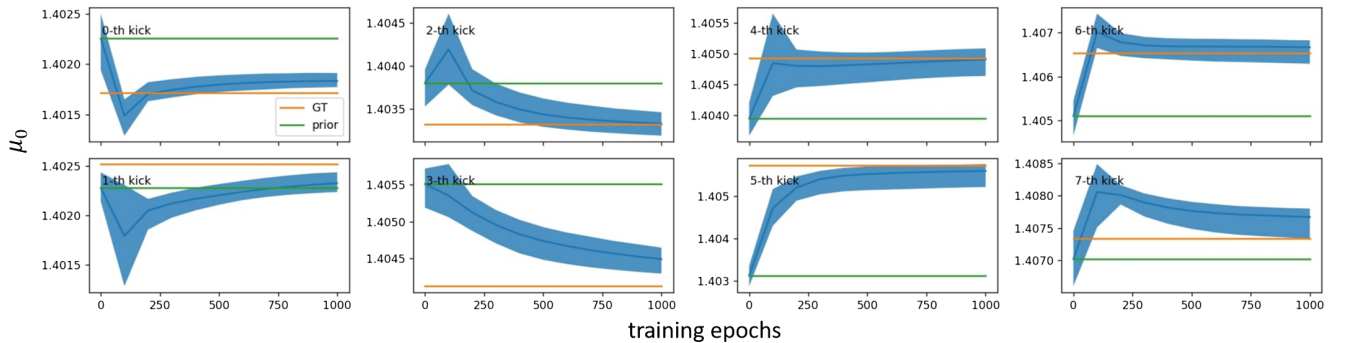 μ0
1.4025
1.4020
1.4015
0-th kick
GT
prior
1.4045
1.4040
1.4035
2-th kick
1.4055
1.4050
1.4045
1.4040
4-th kick
1.407
1.406
1.405
6-th kick
1.4025
1.4020
1.4015
1-th kick
0 250 500 750 1000
1.4055
1.4050
1.4045
3-th kick
0 250 500 750 1000
1.405
1.404
1.403
5-th kick
0 250 500 750 1000
1.4085
1.4080
1.4075
1.4070
7-th kick
0 250 500 750 1000
training epochs